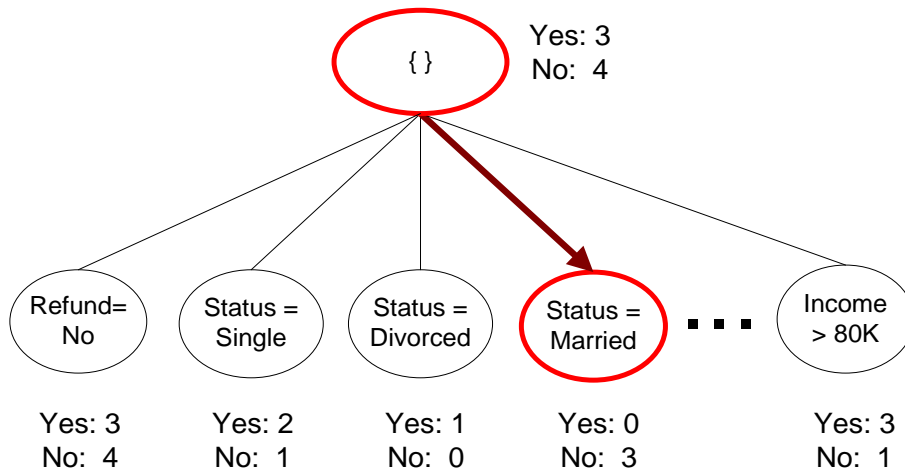 { }
Yes: 3
No: 4
Refund=
No
Status =
Single
Status =
Divorced
Status =
Married
Income
> 80K
Yes: 3
No: 4
Yes: 2
No: 1
Yes: 1
No: 0
Yes: 0
No: 3
Yes: 3
No: 1